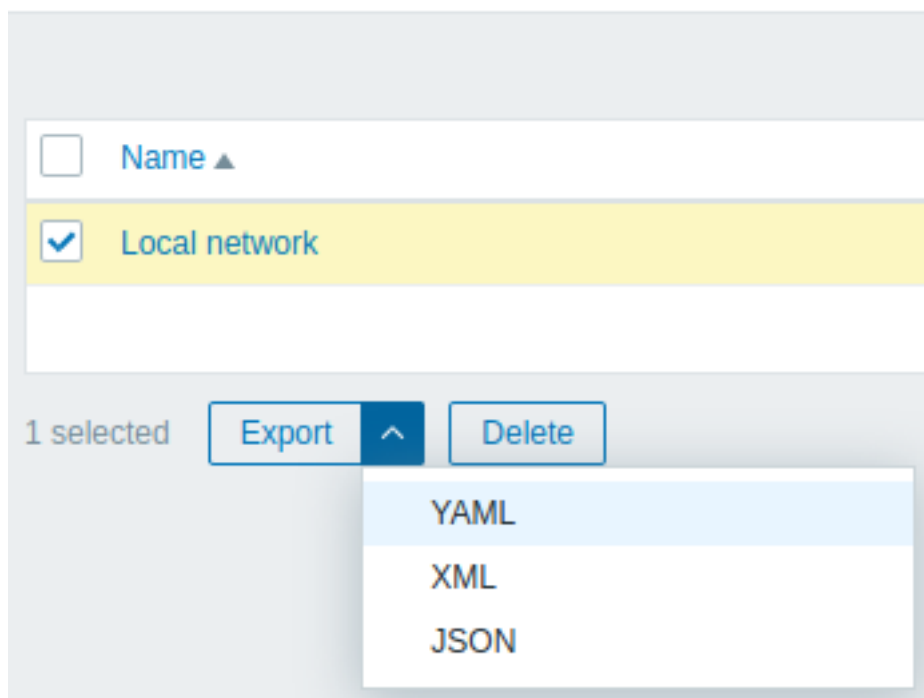 Name ▲
Local network
1 selected Export Delete
YAML
XML
JSON